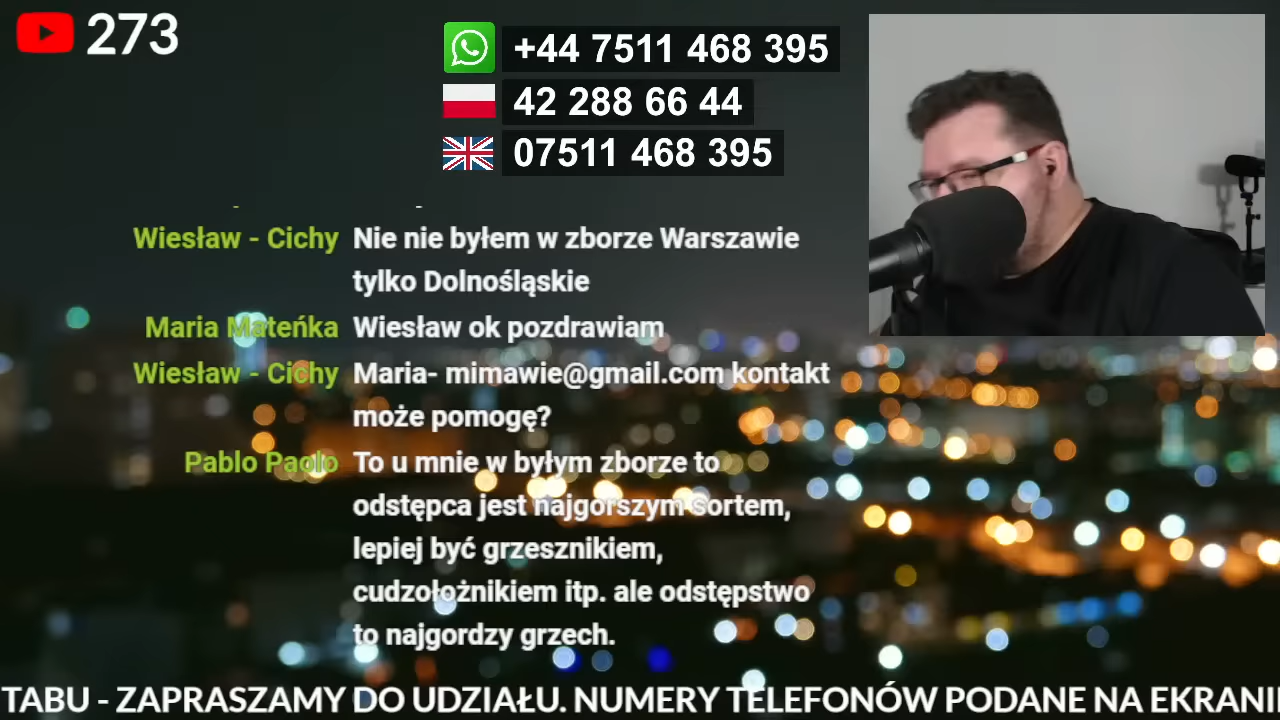 273
+44 7511 468 395
42 288 66 44
07511 468 395
Wiesław - Cichy Nie nie byłem w zborze Warszawie
tylko Dolnośląskie
Maria Mateńka Wiesław ok pozdrawiam
Wiesław - Cichy Maria- mimawie@gmail.com kontakt
może pomogę?
Pablo Paolo To u mnie w byłym zborze to
odstępca jest najgorszym sortem,
lepiej być grzesznikiem,
cudzołożnikiem itp. ale odstępstwo
to najgordzy grzech.
TABU - ZAPRASZAMY DO UDZIAŁU. NUMERY TELEFONÓW PODANE NA EKRANI